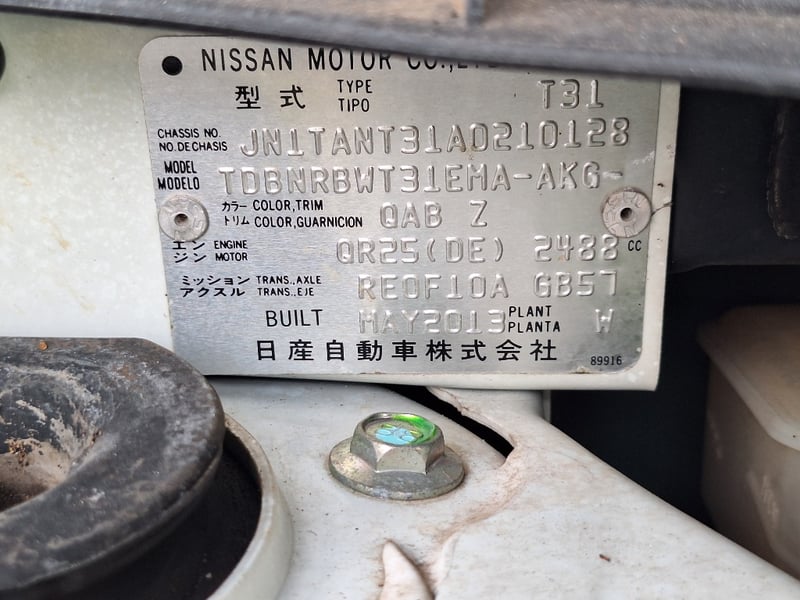 NISSAN MOTOR CO.,LTD.
型式 TYPE TIPO T31
CHASSIS NO. NO.DE CHASIS JN1TANT31A0210128
MODEL MODELO TDBNRBWT31EMA-AKG-
カラー COLOR,TRIM トリム COLOR,GUARNICION QAB Z
エンジン ENGINE MOTOR QR25(DE) 2488 CC
ミッション TRANS.,AXLE アクスル TRANS.,EJE RE0F10A GB57
BUILT MAY2013 PLANT PLANTA W
日産自動車株式会社 89916